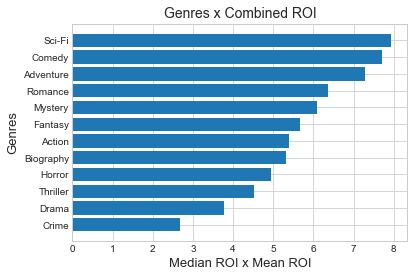 Genres x Combined ROI
Sci-Fi
Comedy
Adventure
Romance
Mystery
Fantasy
Action
Biography
Horror
Thriller
Drama
Crime
Genres
0 1 2 3 4 5 6 7 8
Median ROI x Mean ROI